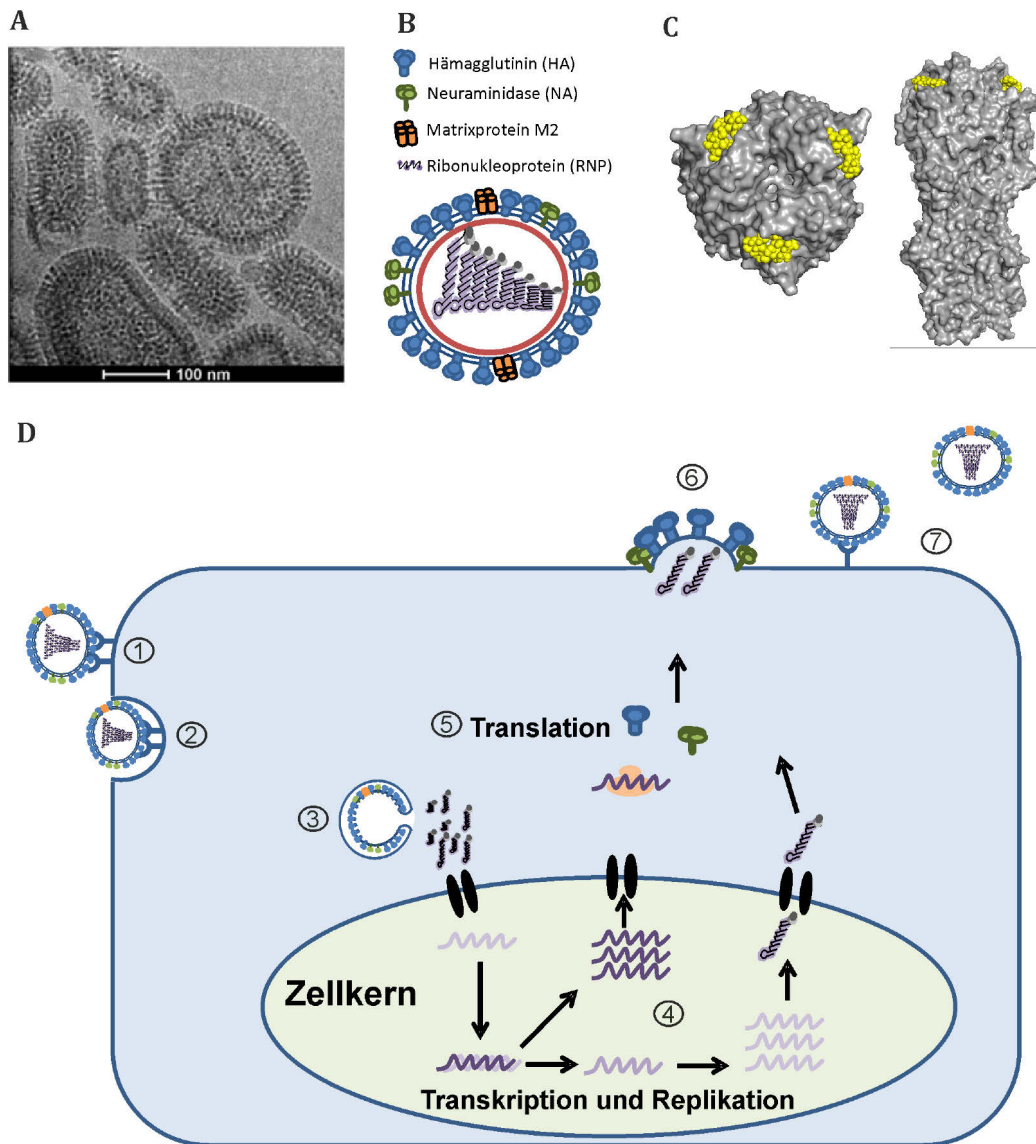 A
100 nm
B
Hämagglutinin (HA)
Neuraminidase (NA)
Matrixprotein M2
Ribonukleoprotein (RNP)
C
D
①
②
③
④
⑤ Translation
⑥
⑦
Zellkern
Transkription und Replikation